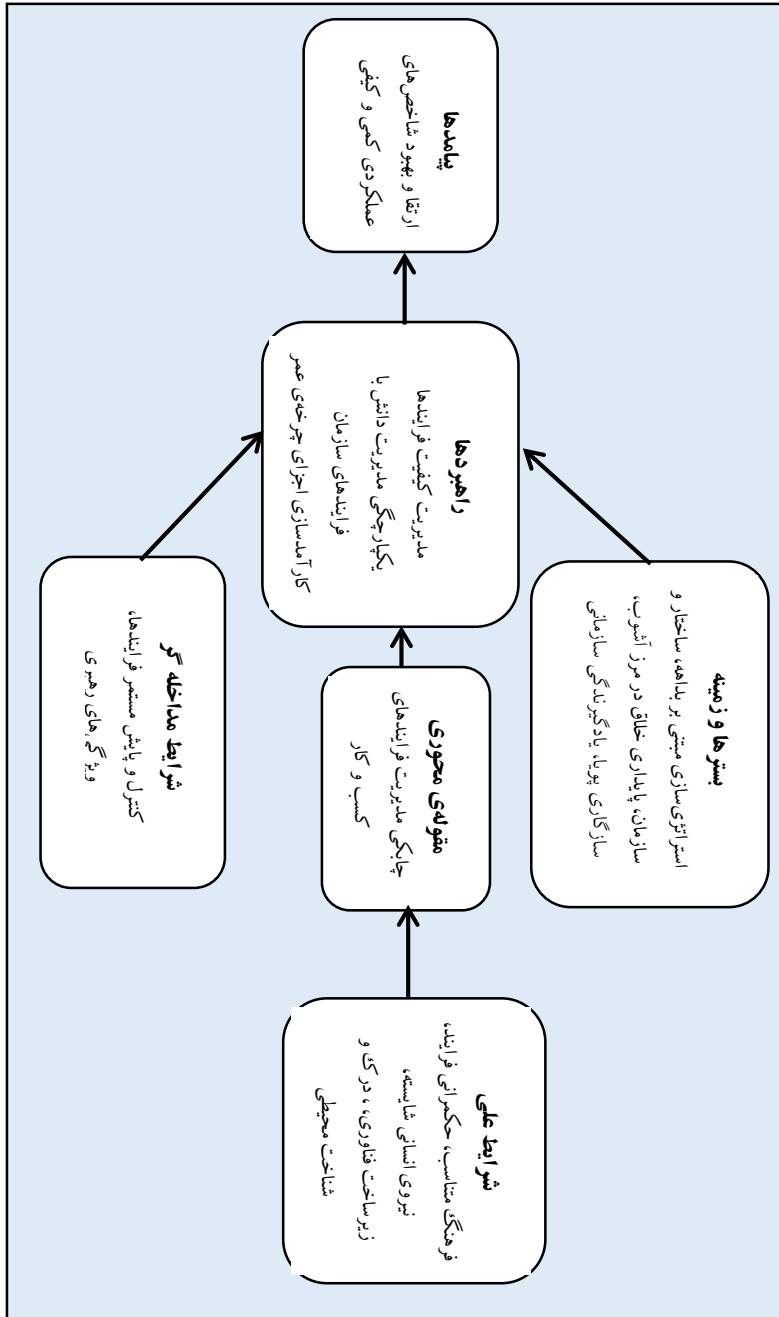 شرایط علی
فرهنگ متناسب، حکمرانی فرایند،
نیروی انسانی شایسته،
زیرساخت فناوری، ، درک و
شناخت محیطی
بسترها و زمینه
استراتژی‌سازی مبتنی بر بداهه، ساختار و
سازمان، پایداری خلاق در مرز آشوب،
سازگاری پویا، یادگیرندگی سازمانی
مقوله‌ی محوری
چابکی مدیریت فرایندهای
کسب و کار
شرایط مداخله گر
کنترل و پایش مستمر فرایندها،
ویژگی‌های رهبری
راهبردها
مدیریت کیفیت فرایندها
یکپارچگی مدیریت دانش با
فرایندهای سازمان
کارآمدسازی اجزای چرخه‌ی عمر
پیامدها
ارتقا و بهبود شاخص‌های
عملکردی کمی و کیفی